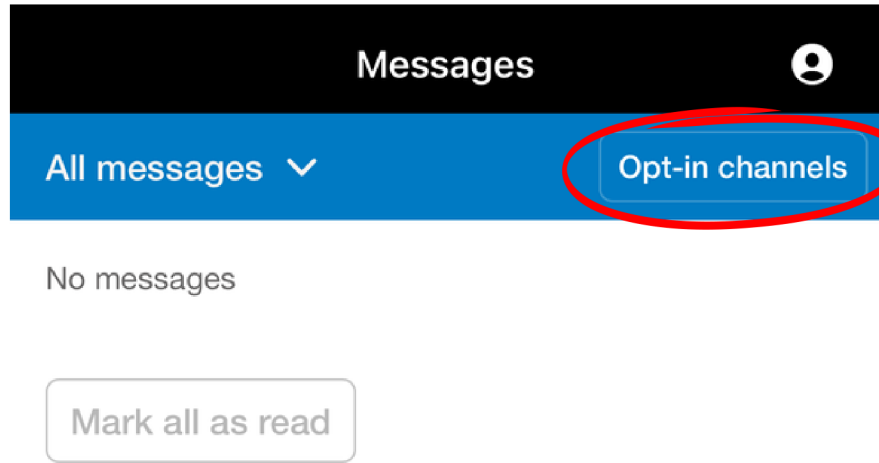 Messages
All messages
Opt-in channels
No messages
Mark all as read